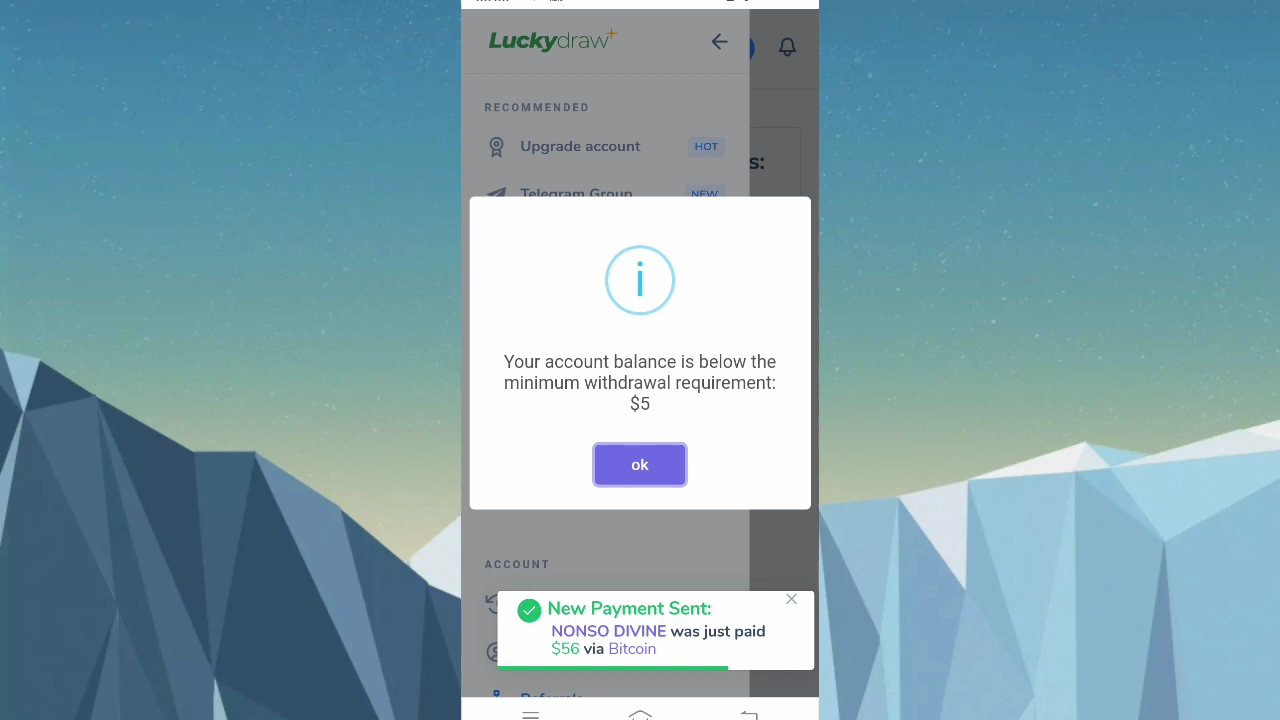 Luckydraw
RECOMMENDED
Upgrade account HOT
Telegram Group NEW
s:
Your account balance is below the
minimum withdrawal requirement:
$5
ok
ACCOUNT
New Payment Sent:
NONSO DIVINE was just paid
$56 via Bitcoin
Referrals